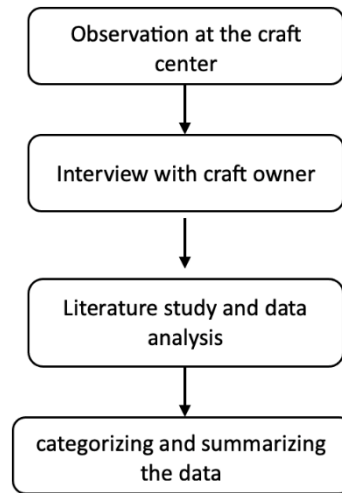 Observation at the craft
center
Interview with craft owner
Literature study and data
analysis
categorizing and summarizing
the data